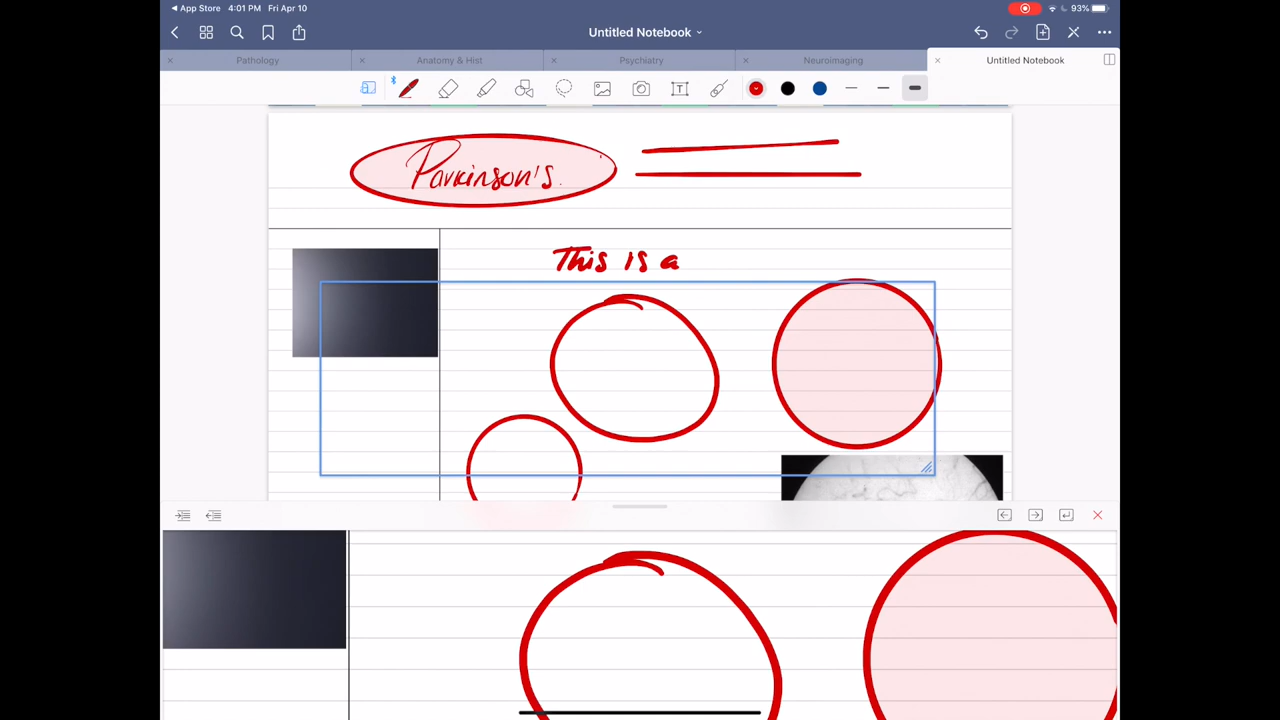 App Store 4:01 PM Fri Apr 10 93%
Untitled Notebook
Pathology Anatomy & Hist Psychiatry Neuroimaging Untitled Notebook
Parkinson's.
This is a